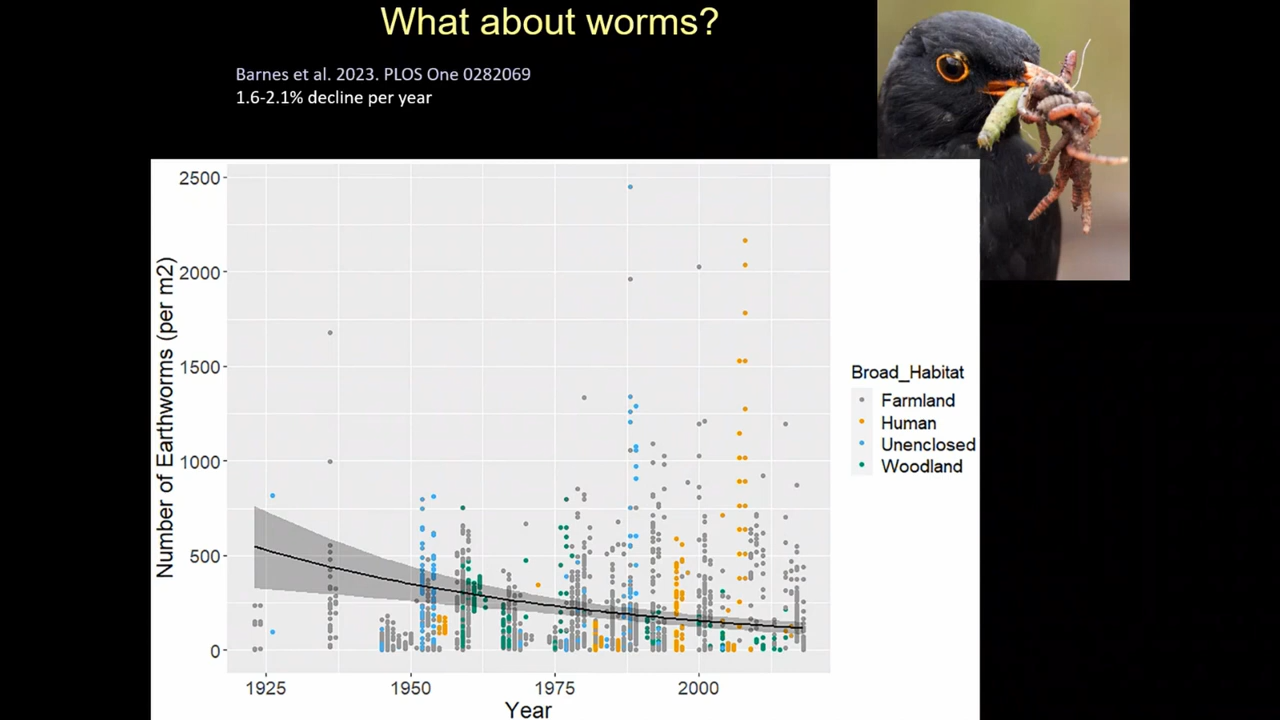 What about worms?
Barnes et al. 2023. PLOS One 0282069
1.6-2.1% decline per year
2500
2000
1500
1000
500
0
Number of Earthworms (per m2)
1925
1950
1975
2000
Year
Broad_Habitat
Farmland
Human
Unenclosed
Woodland